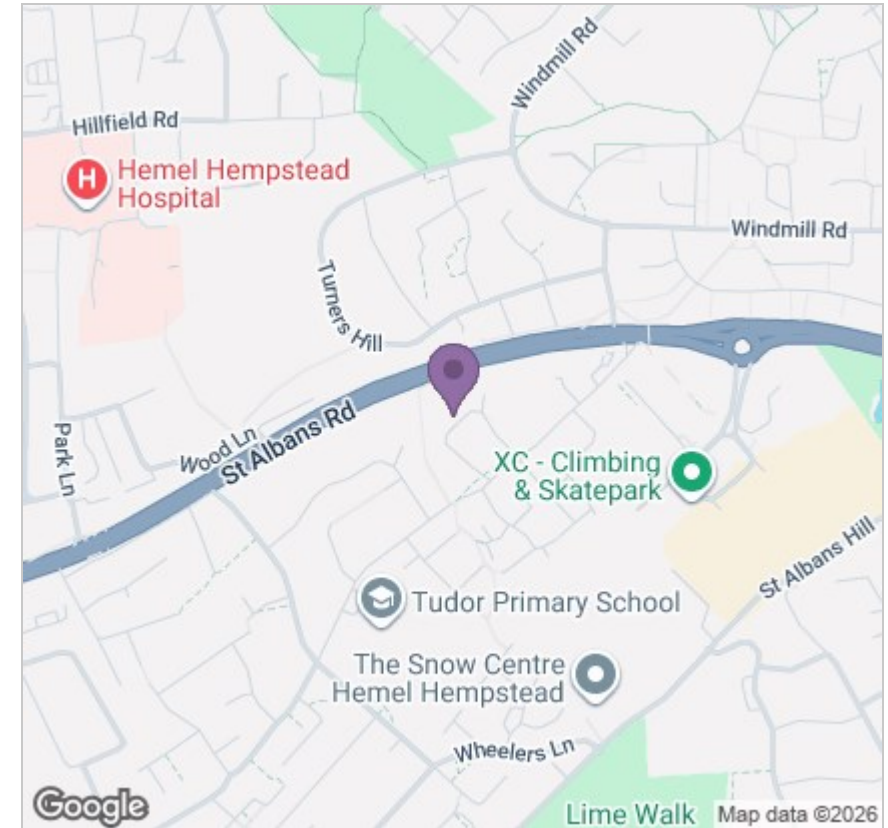 Windmill Rd
Hillfield Rd
H
Hemel Hempstead
Hospital
Windmill Rd
Turners Hill
Wood Ln
St Albans Rd
Park Ln
XC - Climbing
& Skatepark
St Albans Hill
Tudor Primary School
The Snow Centre
Hemel Hempstead
Wheelers Ln
Google
Lime Walk
Map data ©2026